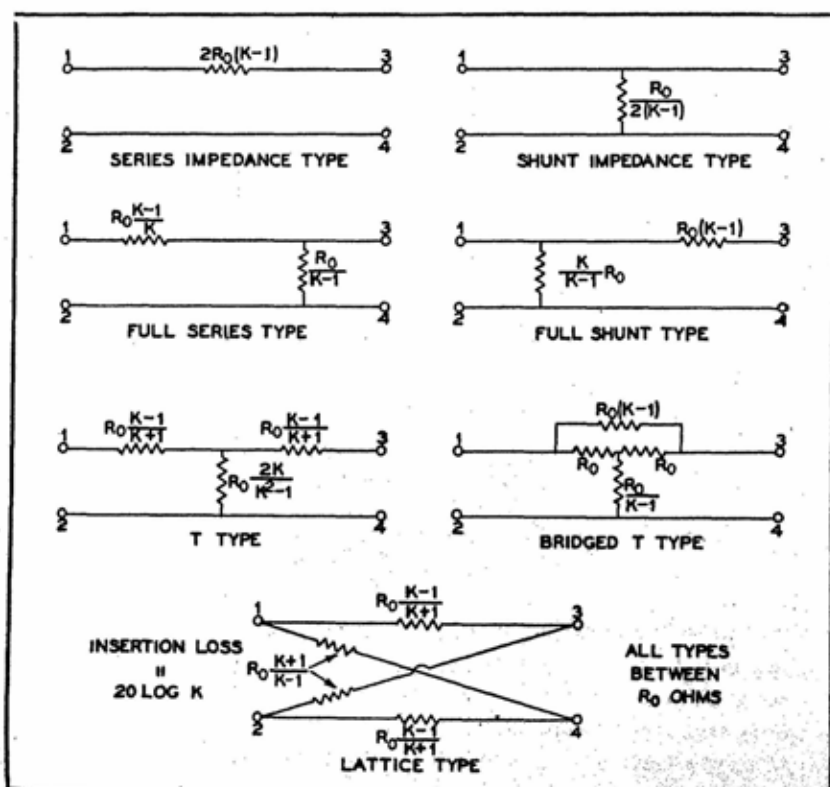 1 2R₀(K-1) 3
2 4
SERIES IMPEDANCE TYPE
1 3
R₀/2(K-1)
2 4
SHUNT IMPEDANCE TYPE
1 R₀ K-1/K 3
R₀/K-1
2 4
FULL SERIES TYPE
1 R₀(K-1) 3
K/K-1 R₀
2 4
FULL SHUNT TYPE
1 R₀ K-1/K+1 R₀ K-1/K+1 3
R₀ 2K/K²-1
2 4
T TYPE
R₀(K-1)
1 3
R₀ R₀
R₀/K-1
2 4
BRIDGED T TYPE
INSERTION LOSS
=
20 LOG K
1 R₀ K-1/K+1 3
R₀ K+1/K-1
2 4
R₀ K-1/K+1
LATTICE TYPE
ALL TYPES
BETWEEN
R₀ OHMS